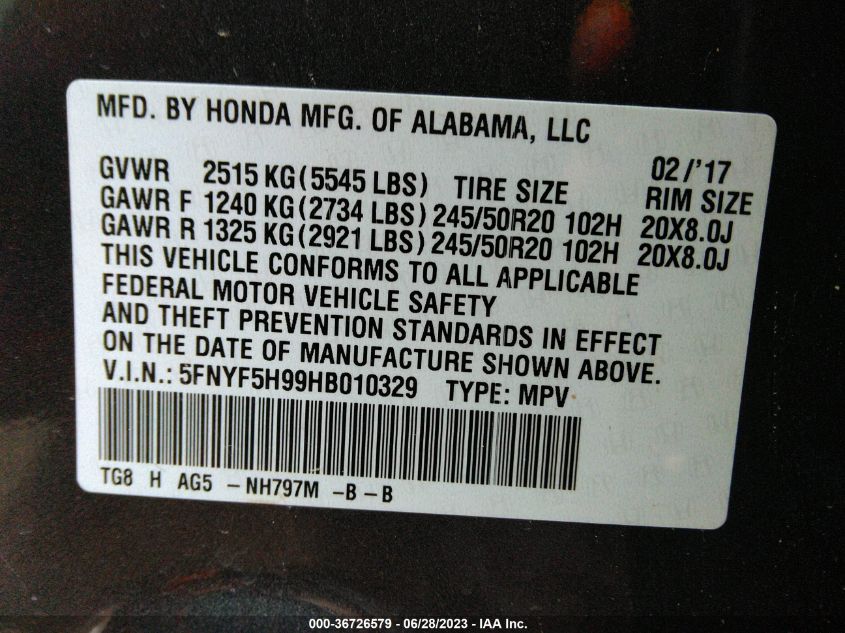 MFD. BY HONDA MFG. OF ALABAMA, LLC
02/'17
GVWR 2515 KG(5545 LBS) TIRE SIZE RIM SIZE
GAWR F 1240 KG(2734 LBS) 245/50R20 102H 20X8.0J
GAWR R 1325 KG(2921 LBS) 245/50R20 102H 20X8.0J
THIS VEHICLE CONFORMS TO ALL APPLICABLE
FEDERAL MOTOR VEHICLE SAFETY
AND THEFT PREVENTION STANDARDS IN EFFECT
ON THE DATE OF MANUFACTURE SHOWN ABOVE.
V.I.N.: 5FNYF5H99HB010329 TYPE: MPV
TG8 H AG5 -NH797M -B -B
000-36726579 - 06/28/2023 - IAA Inc.